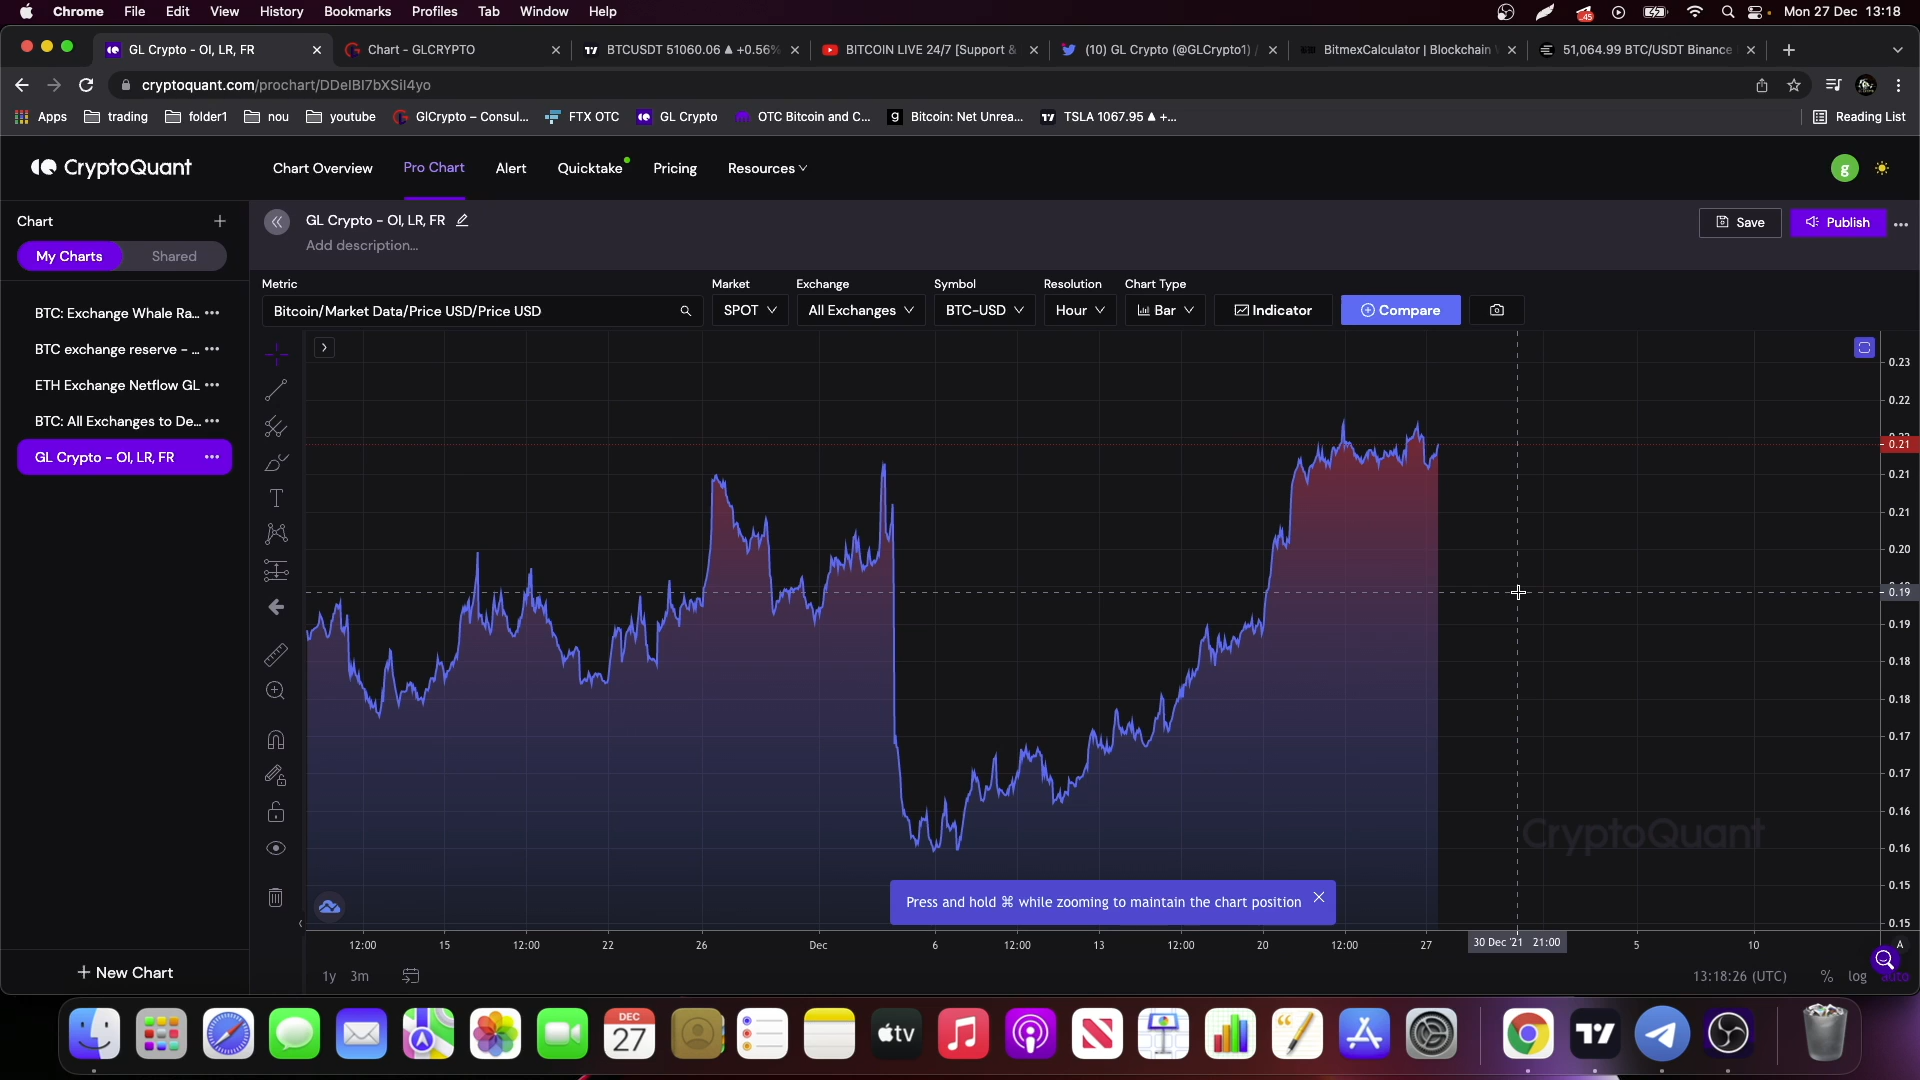 Chrome File Edit View History Bookmarks Profiles Tab Window Help
45
Mon 27 Dec 13:18
GL Crypto - OI, LR, FR
Chart - GLCRYPTO
BTCUSDT 51060.06 ▲ +0.56%
BITCOIN LIVE 24/7 [Support &
(10) GL Crypto (@GLCrypto1) /
BitmexCalculator | Blockchain
51,064.99 BTC/USDT Binance
cryptoquant.com/prochart/DDeIBI7bXSiI4yo
Apps
trading
folder1
nou
youtube
GlCrypto – Consul...
FTX OTC
GL Crypto
OTC Bitcoin and C...
Bitcoin: Net Unrea...
TSLA 1067.95 ▲ +...
Reading List
CryptoQuant
Chart Overview
Pro Chart
Alert
Quicktake
Pricing
Resources
g
Chart
My Charts
Shared
BTC: Exchange Whale Ra...
BTC exchange reserve - ...
ETH Exchange Netflow GL
BTC: All Exchanges to De...
GL Crypto - OI, LR, FR
+ New Chart
GL Crypto - OI, LR, FR
Add description...
Save
Publish
Metric
Bitcoin/Market Data/Price USD/Price USD
Market
SPOT
Exchange
All Exchanges
Symbol
BTC-USD
Resolution
Hour
Chart Type
Bar
Indicator
Compare
0.23
0.22
0.21
0.21
0.21
0.20
0.19
0.19
0.18
0.18
0.17
0.17
0.16
0.16
0.15
0.15
CryptoQuant
Press and hold ⌘ while zooming to maintain the chart position
12:00 15 12:00 22 26 Dec 6 12:00 13 12:00 20 12:00 27 30 Dec '21 21:00 5 10
A
1y 3m
13:18:26 (UTC)
% log auto
DEC
27
tv